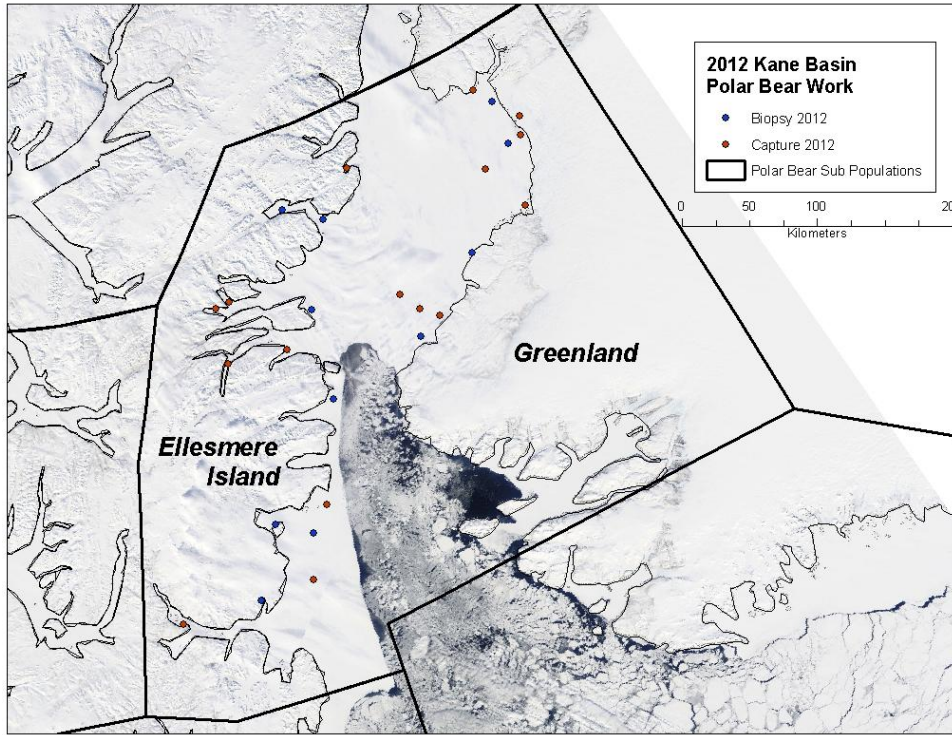 2012 Kane Basin
Polar Bear Work
Biopsy 2012
Capture 2012
Polar Bear Sub Populations
0 50 100 20
Kilometers
Greenland
Ellesmere
Island